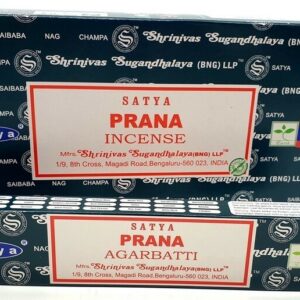 SAIBABA NAG CHAMPA Shrinivas Sugandhalaya (BNG) LLP
SATYA
PRANA
INCENSE
Mfrs. Shrinivas Sugandhalaya (BNG) LLP™
1/9, 8th Cross, Magadi Road, Bengaluru-560 023, INDIA
SATYA
PRANA
AGARBATTI
Mfrs. Shrinivas Sugandhalaya (BNG) LLP™
1/9, 8th Cross, Magadi Road, Bengaluru-560 023, INDIA